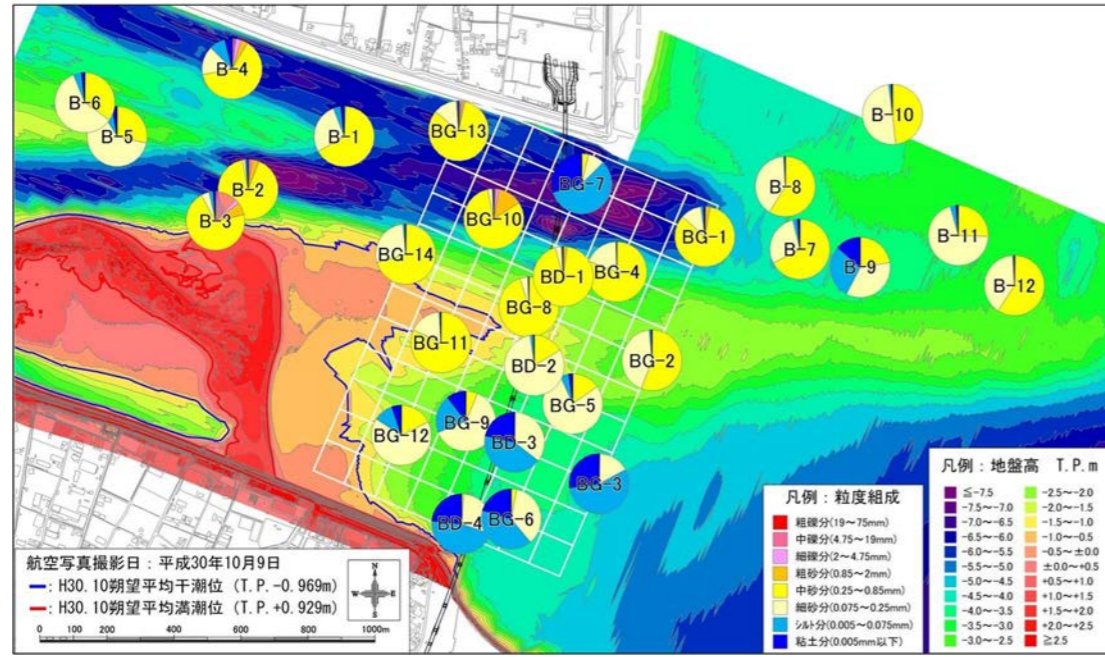 B-4
B-6
B-5
B-1
BG-13
B-10
B-2
B-3
BG-7
B-8
BG-10
BG-1
B-7
B-11
BG-14
BD-1
BG-4
B-9
B-12
BG-8
BG-11
BD-2
BG-2
BG-5
BG-9
BG-12
BD-3
BG-3
BD-4
BG-6
航空写真撮影日：平成30年10月9日
：H30.10朔望平均干潮位 (T.P.-0.969m)
：H30.10朔望平均満潮位 (T.P.+0.929m)
0 200 400 600 800 1000m
N
W E
S
凡例：粒度組成
粗礫分(19～75mm)
中礫分(4.75～19mm)
細礫分(2～4.75mm)
粗砂分(0.85～2mm)
中砂分(0.25～0.85mm)
細砂分(0.075～0.25mm)
シルト分(0.005～0.075mm)
粘土分(0.005mm以下)
凡例：地盤高 T.P.m
≦-7.5
-7.5～-7.0
-7.0～-6.5
-6.5～-6.0
-6.0～-5.5
-5.5～-5.0
-5.0～-4.5
-4.5～-4.0
-4.0～-3.5
-3.5～-3.0
-3.0～-2.5
-2.5～-2.0
-2.0～-1.5
-1.5～-1.0
-1.0～-0.5
-0.5～±0.0
±0.0～+0.5
+0.5～+1.0
+1.0～+1.5
+1.5～+2.0
+2.0～+2.5
≧2.5